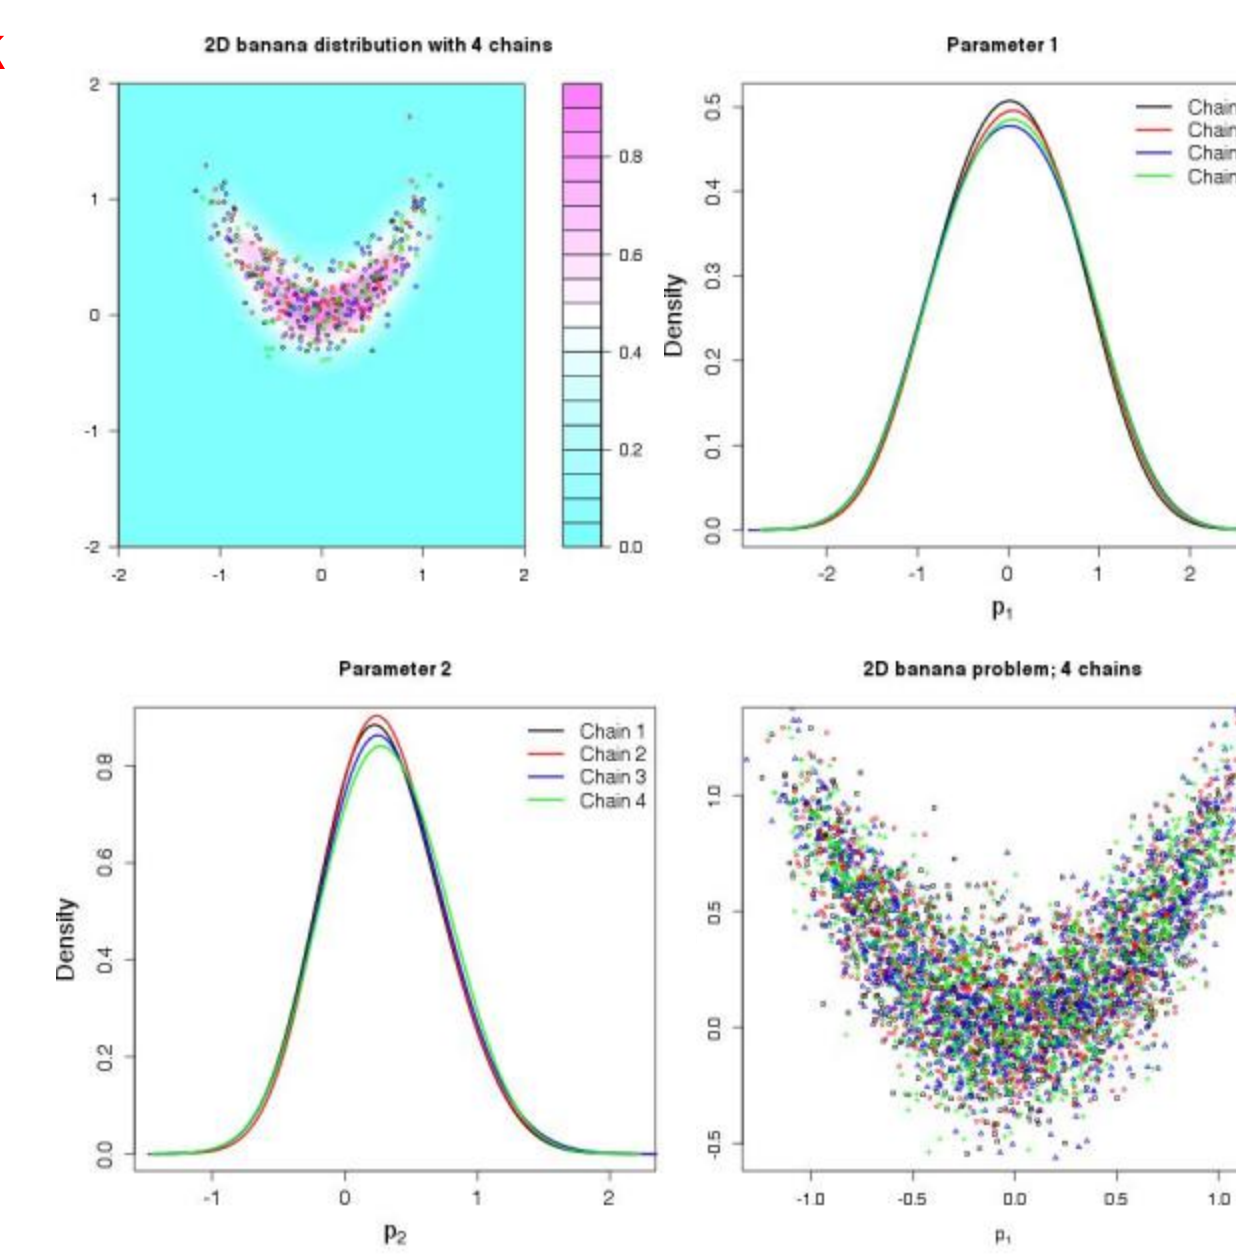 2D banana distribution with 4 chains
2
1
0
-1
-2
-2 -1 0 1 2
0.8
0.6
0.4
0.2
0.0
Parameter 1
Density
0.5
0.4
0.3
0.2
0.1
0.0
Chain
Chain
Chain
Chain
-2 -1 0 1 2
p₁
Parameter 2
Density
0.8
0.6
0.4
0.2
0.0
Chain 1
Chain 2
Chain 3
Chain 4
-1 0 1 2
p₂
2D banana problem; 4 chains
1.0
0.5
0.0
-0.5
-1.0 -0.5 0.0 0.5 1.0
p₁